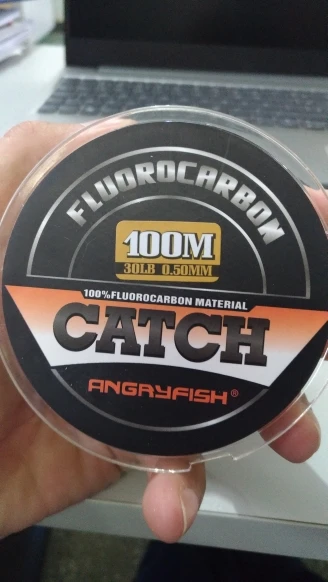 FLUOROCARBON
100M
30LB 0.50MM
100%FLUOROCARBON MATERIAL
CATCH
ANGRYFISH®